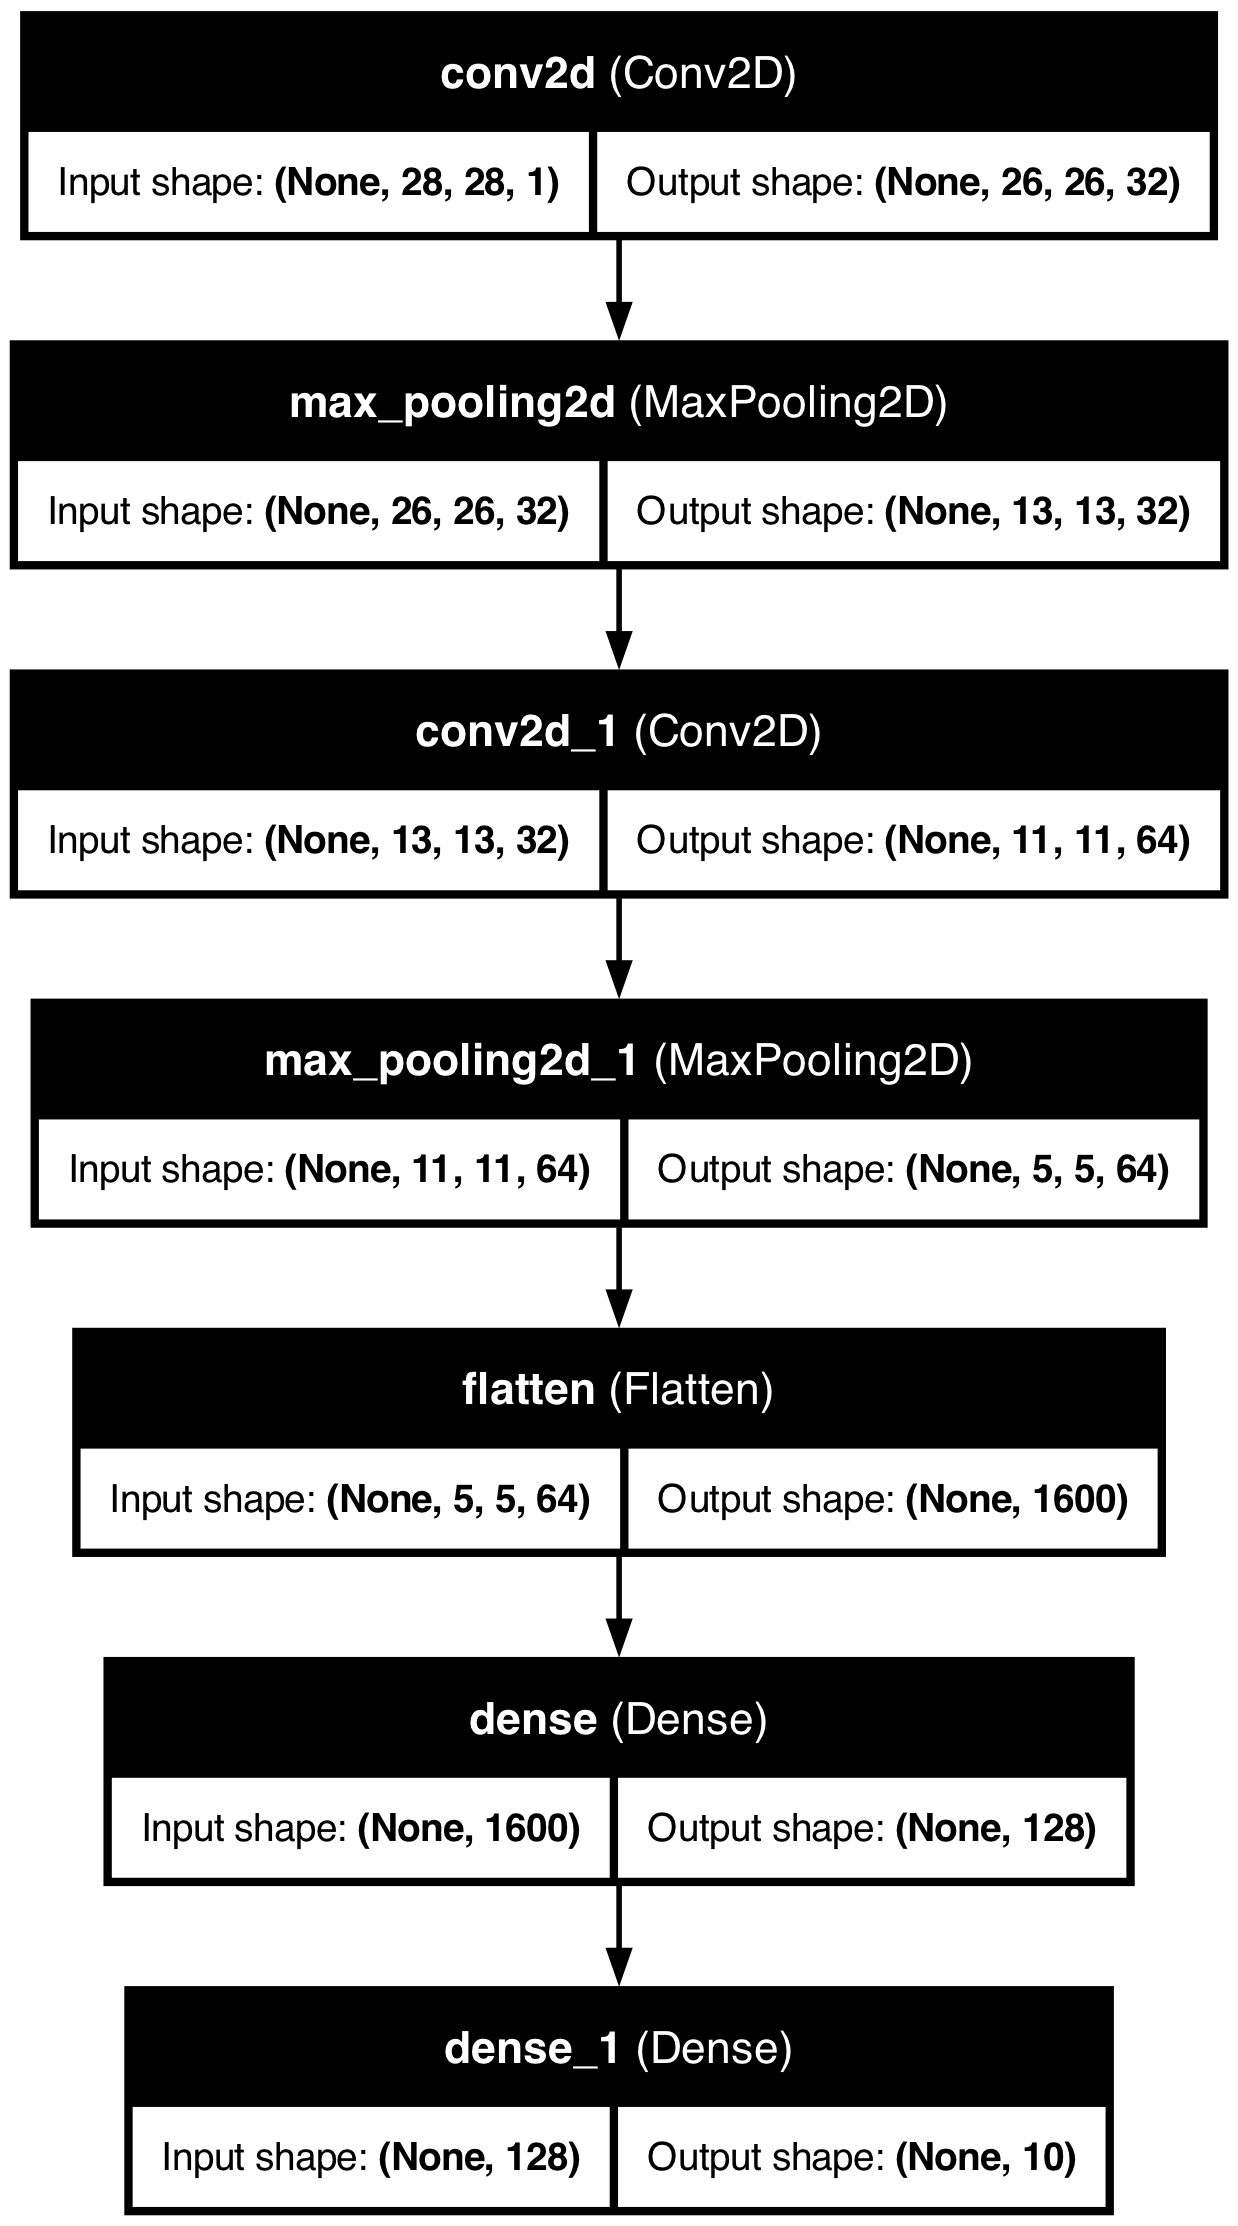 conv2d (Conv2D)
Input shape: (None, 28, 28, 1) Output shape: (None, 26, 26, 32)
max_pooling2d (MaxPooling2D)
Input shape: (None, 26, 26, 32) Output shape: (None, 13, 13, 32)
conv2d_1 (Conv2D)
Input shape: (None, 13, 13, 32) Output shape: (None, 11, 11, 64)
max_pooling2d_1 (MaxPooling2D)
Input shape: (None, 11, 11, 64) Output shape: (None, 5, 5, 64)
flatten (Flatten)
Input shape: (None, 5, 5, 64) Output shape: (None, 1600)
dense (Dense)
Input shape: (None, 1600) Output shape: (None, 128)
dense_1 (Dense)
Input shape: (None, 128) Output shape: (None, 10)